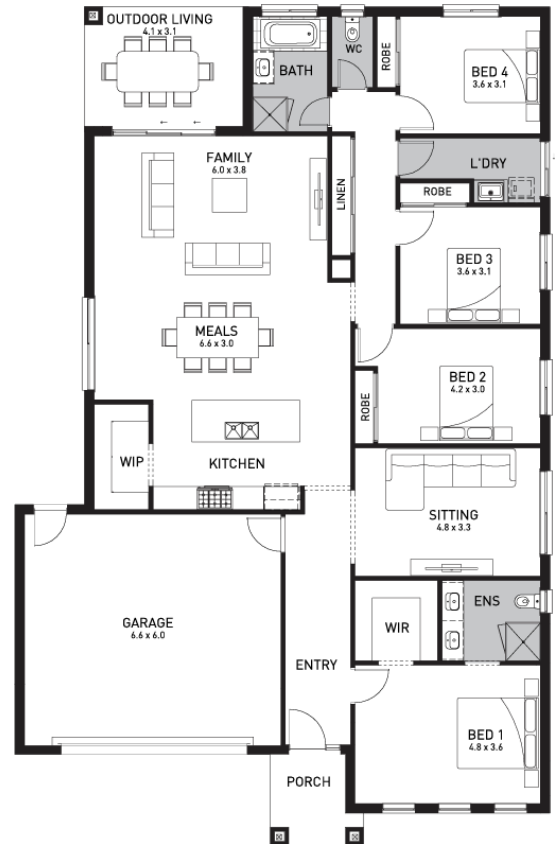 OUTDOOR LIVING
4.1 x 3.1
BATH
WC
ROBE
BED 4
3.6 x 3.1
FAMILY
6.0 x 3.8
LINEN
L'DRY
ROBE
BED 3
3.6 x 3.1
MEALS
6.6 x 3.0
BED 2
4.2 x 3.0
ROBE
WIP
KITCHEN
SITTING
4.8 x 3.3
GARAGE
6.6 x 6.0
WIR
ENS
ENTRY
BED 1
4.8 x 3.6
PORCH